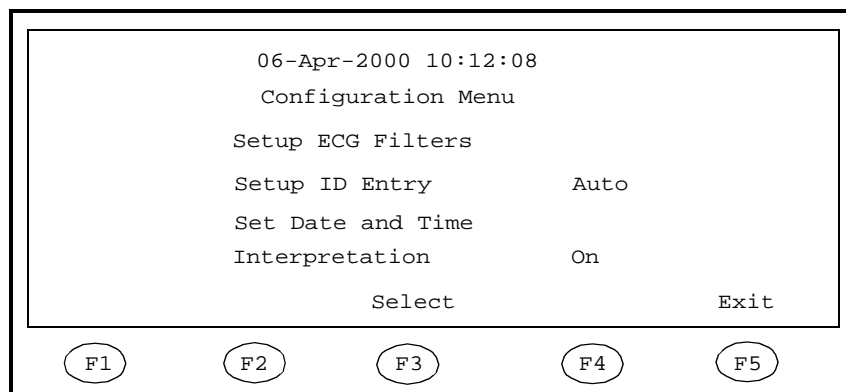 06-Apr-2000 10:12:08
Configuration Menu
Setup ECG Filters
Setup ID Entry Auto
Set Date and Time
Interpretation On
Select Exit
F1 F2 F3 F4 F5